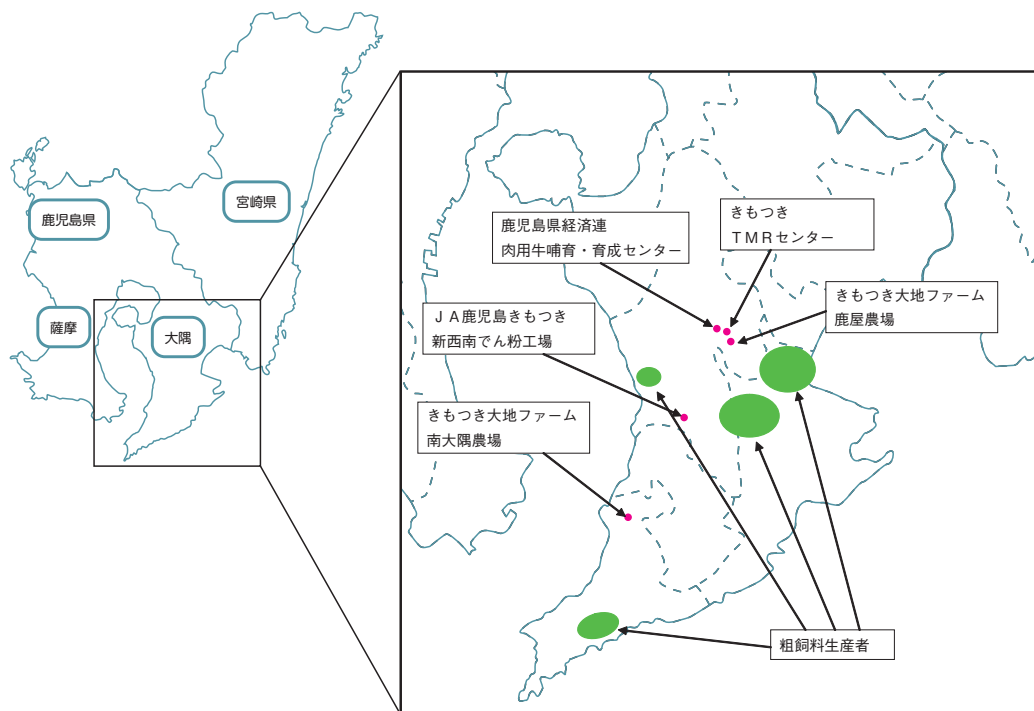 宮崎県
鹿児島県
薩摩
大隅
鹿児島県経済連
肉用牛哺育・育成センター
きもつき
ＴＭＲセンター
きもつき大地ファーム
鹿屋農場
ＪＡ鹿児島きもつき
新西南でん粉工場
きもつき大地ファーム
南大隅農場
粗飼料生産者